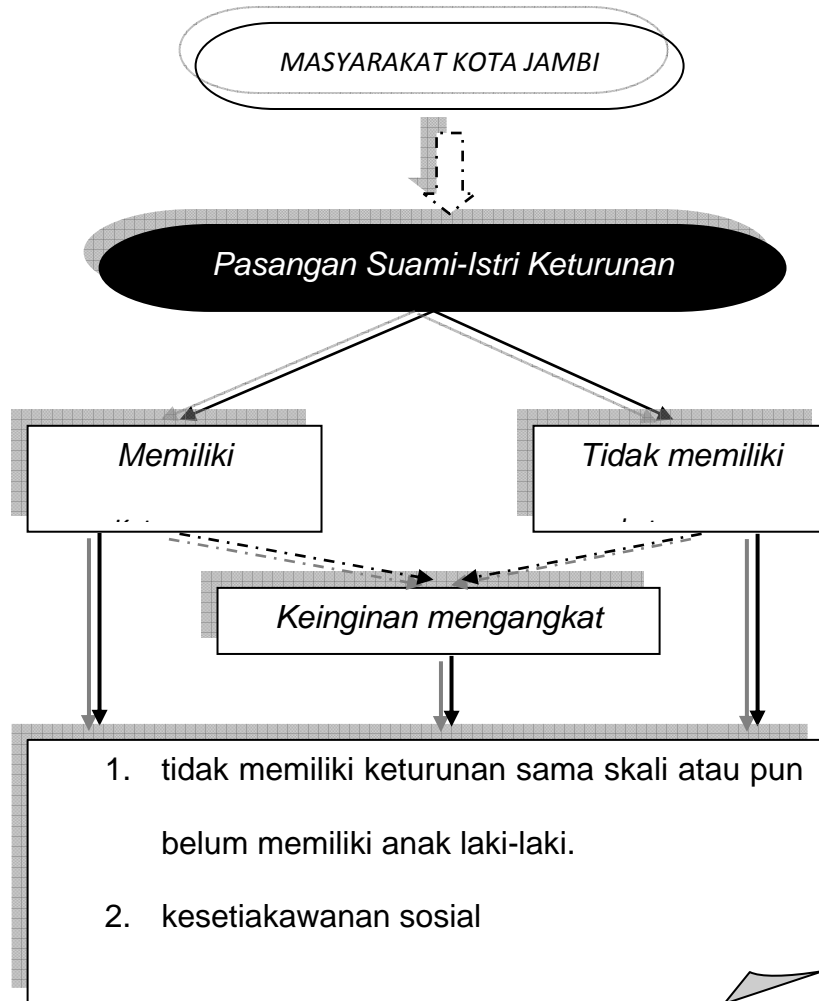 MASYARAKAT KOTA JAMBI
Pasangan Suami-Istri Keturunan
Memiliki
Tidak memiliki
Keinginan mengangkat
1. tidak memiliki keturunan sama skali atau pun
belum memiliki anak laki-laki.
2. kesetiakawanan sosial